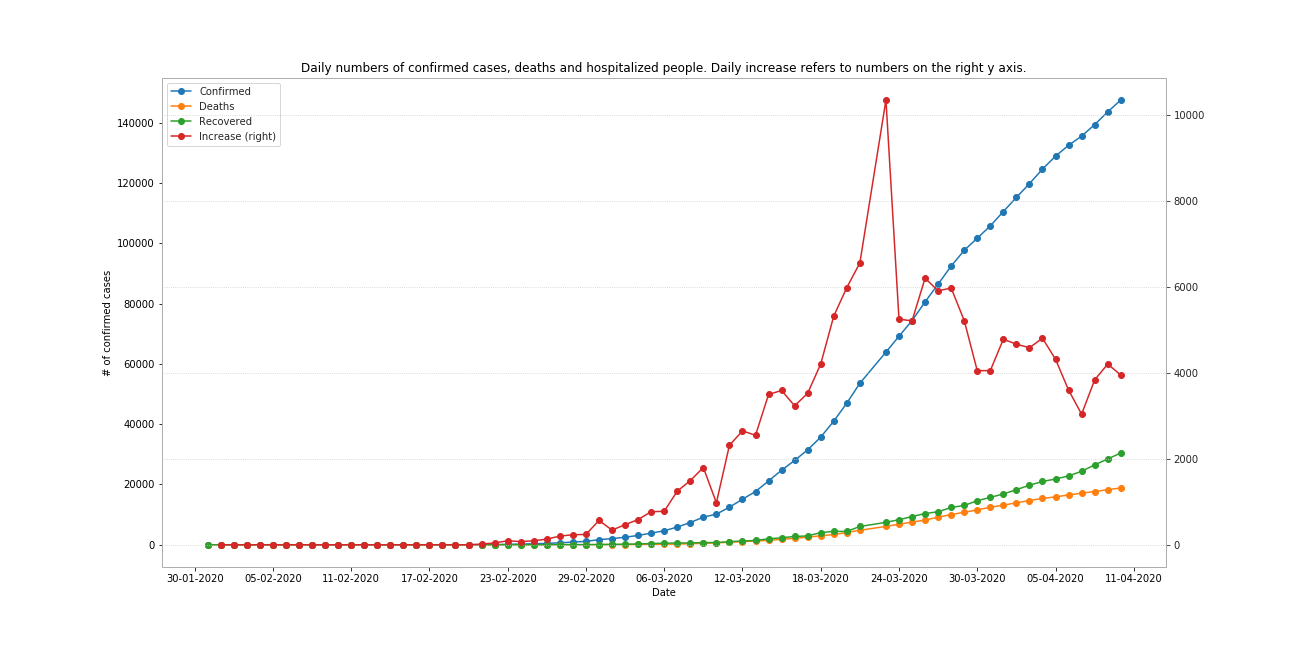 Daily numbers of confirmed cases, deaths and hospitalized people. Daily increase refers to numbers on the right y axis.
Confirmed
Deaths
Recovered
Increase (right)
140000
120000
100000
80000
60000
40000
20000
0
# of confirmed cases
10000
8000
6000
4000
2000
0
30-01-2020 05-02-2020 11-02-2020 17-02-2020 23-02-2020 29-02-2020 06-03-2020 12-03-2020 18-03-2020 24-03-2020 30-03-2020 05-04-2020 11-04-2020
Date